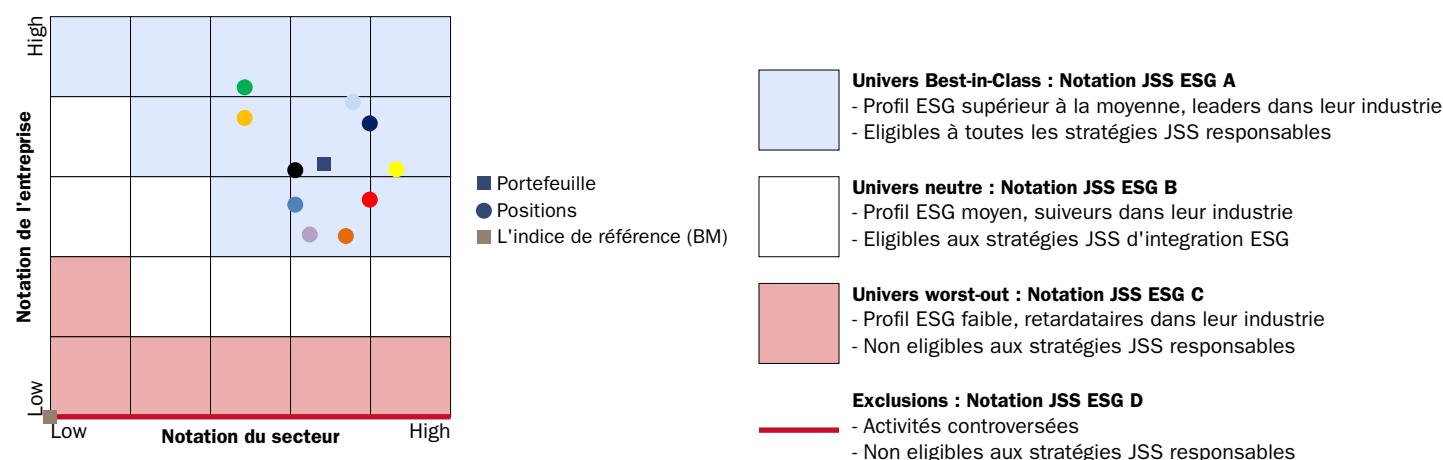 High
Notation de l'entreprise
Low
Low
Notation du secteur
High
Portefeuille
Positions
L'indice de référence (BM)
Univers Best-in-Class : Notation JSS ESG A
- Profil ESG supérieur à la moyenne, leaders dans leur industrie
- Eligibles à toutes les stratégies JSS responsables
Univers neutre : Notation JSS ESG B
- Profil ESG moyen, suiveurs dans leur industrie
- Eligibles aux stratégies JSS d'integration ESG
Univers worst-out : Notation JSS ESG C
- Profil ESG faible, retardataires dans leur industrie
- Non eligibles aux stratégies JSS responsables
Exclusions : Notation JSS ESG D
- Activités controversées
- Non eligibles aux stratégies JSS responsables